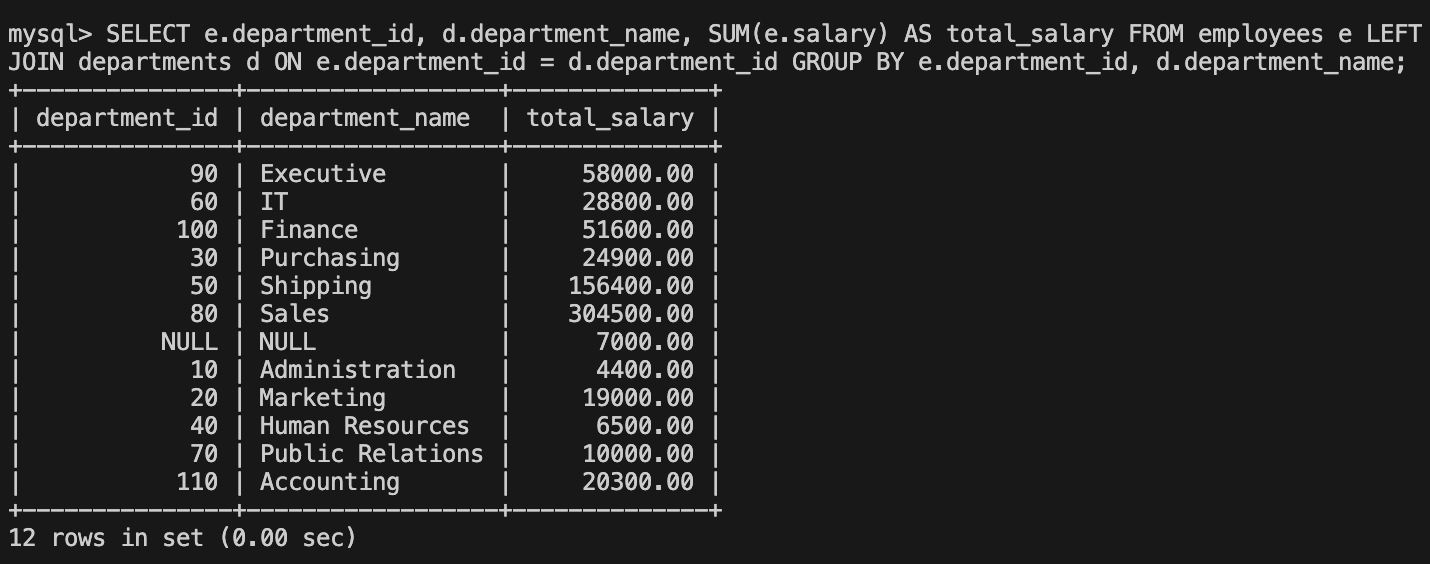 mysql> SELECT e.department_id, d.department_name, SUM(e.salary) AS total_salary FROM employees e LEFT
JOIN departments d ON e.department_id = d.department_id GROUP BY e.department_id, d.department_name;
+---------------+------------------+--------------+
| department_id | department_name  | total_salary |
+---------------+------------------+--------------+
|            90 | Executive        |     58000.00 |
|            60 | IT               |     28800.00 |
|           100 | Finance          |     51600.00 |
|            30 | Purchasing       |     24900.00 |
|            50 | Shipping         |    156400.00 |
|            80 | Sales            |    304500.00 |
|          NULL | NULL             |      7000.00 |
|            10 | Administration   |      4400.00 |
|            20 | Marketing        |     19000.00 |
|            40 | Human Resources  |      6500.00 |
|            70 | Public Relations |     10000.00 |
|           110 | Accounting       |     20300.00 |
+---------------+------------------+--------------+
12 rows in set (0.00 sec)